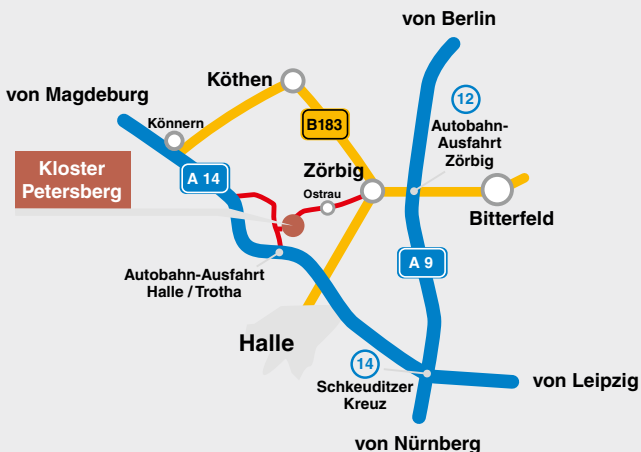 von Berlin
Köthen
von Magdeburg
Könnern
12
B183
Autobahn-
Ausfahrt
Zörbig
Kloster
Petersberg
Zörbig
A 14
Ostrau
Bitterfeld
A 9
Autobahn-Ausfahrt
Halle / Trotha
Halle
14
Schkeuditzer
Kreuz
von Leipzig
von Nürnberg